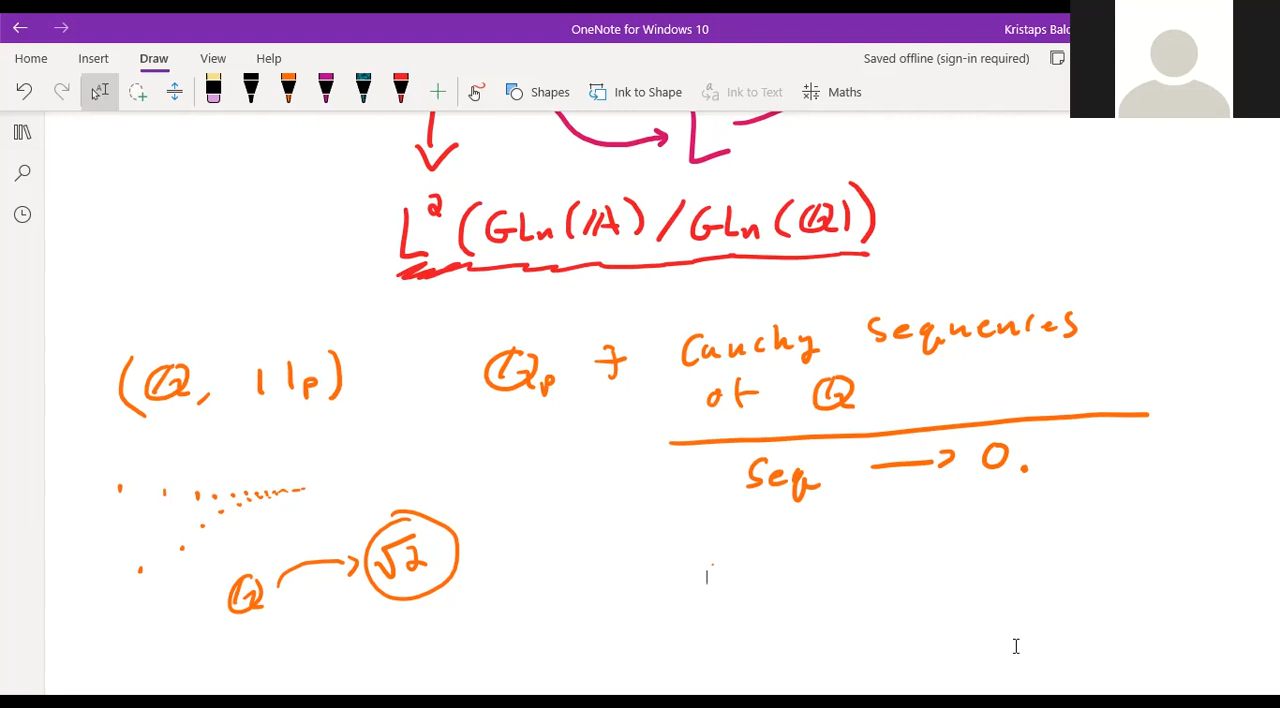 OneNote for Windows 10
Kristaps Balo
Home Insert Draw View Help
Saved offline (sign-in required)
Shapes Ink to Shape Ink to Text Maths
L² (GLn(A) / GLn(Q))
(Q, | |p)
Qp Cauchy Sequences
of Q
Seq → 0.
Q → √2